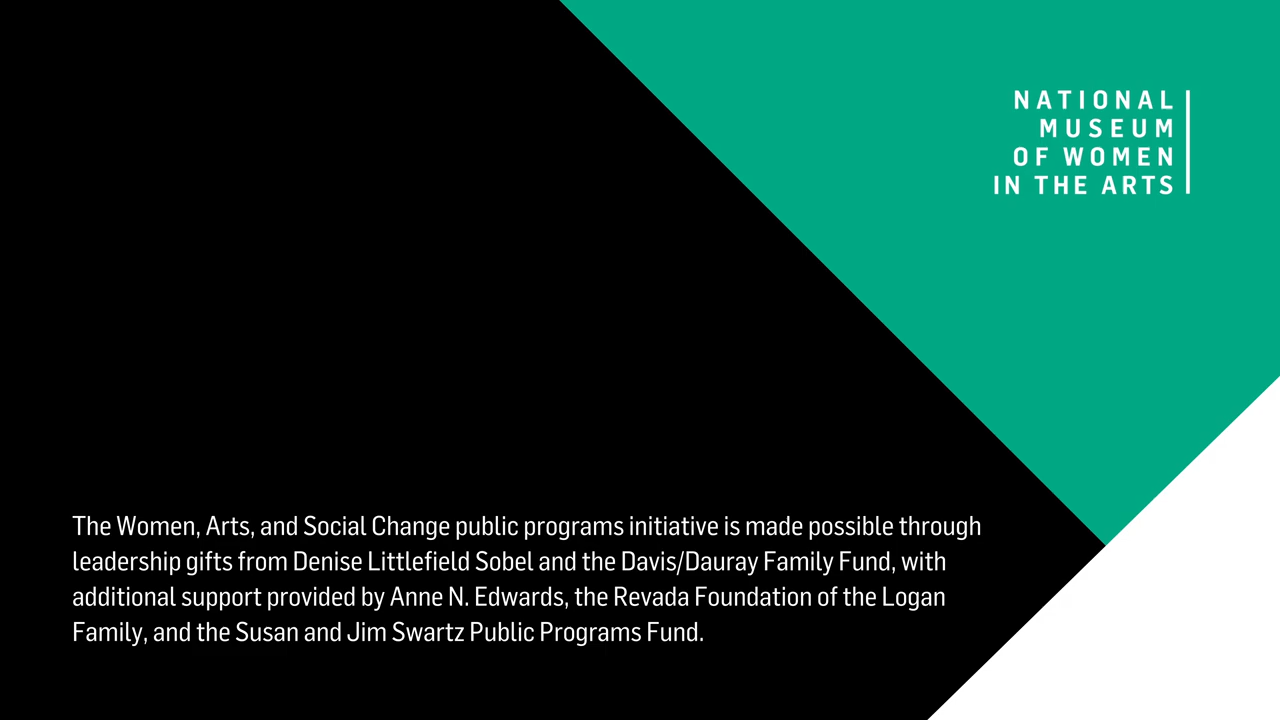 NATIONAL
MUSEUM
OF WOMEN
IN THE ARTS
The Women, Arts, and Social Change public programs initiative is made possible through
leadership gifts from Denise Littlefield Sobel and the Davis/Dauray Family Fund, with
additional support provided by Anne N. Edwards, the Revada Foundation of the Logan
Family, and the Susan and Jim Swartz Public Programs Fund.